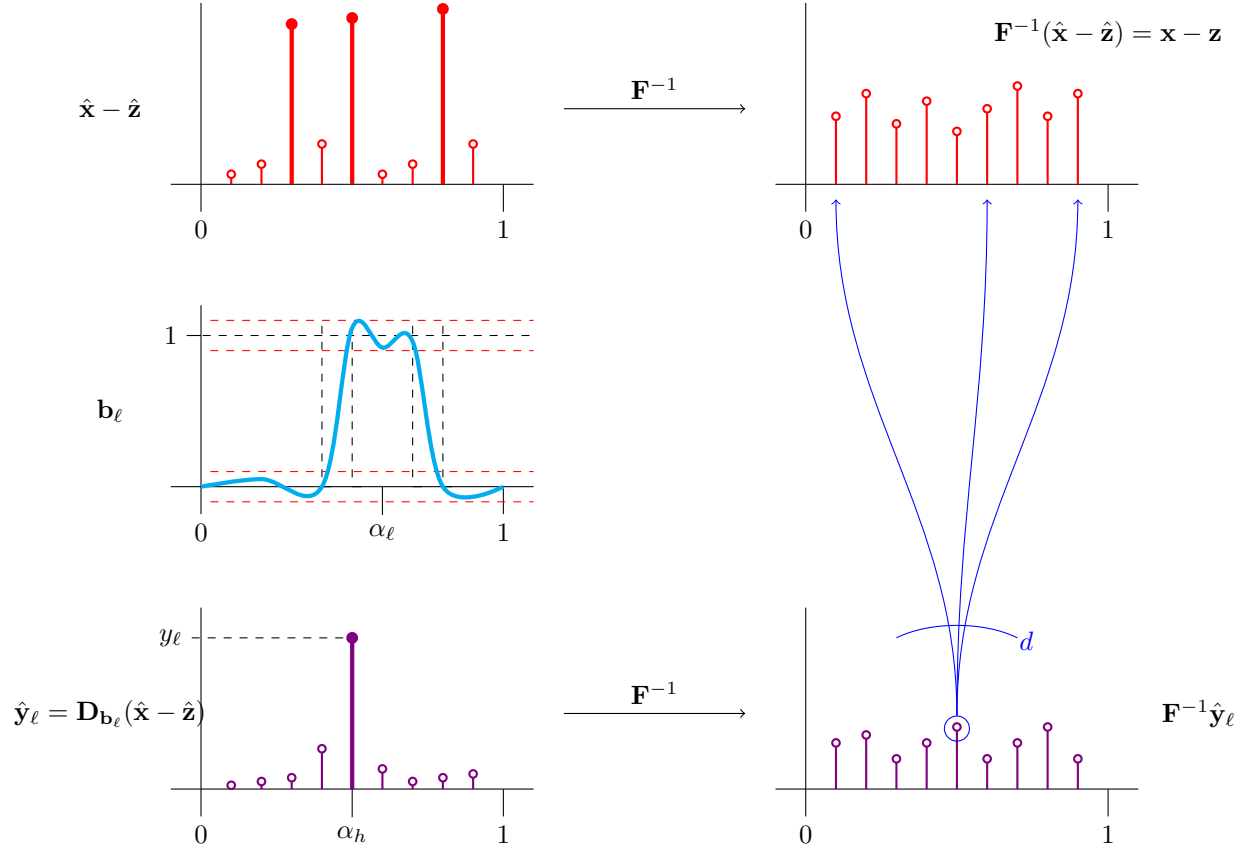 𝐅⁻¹(𝐱̂ − 𝐳̂) = 𝐱 − 𝐳
𝐱̂ − 𝐳̂
𝐅⁻¹
0 1
0 1
1
𝐛_ℓ
0 α_ℓ 1
y_ℓ
d
𝐲̂_ℓ = 𝐃_{𝐛_ℓ}(𝐱̂ − 𝐳̂)
𝐅⁻¹
𝐅⁻¹𝐲̂_ℓ
0 α_h 1
0 1